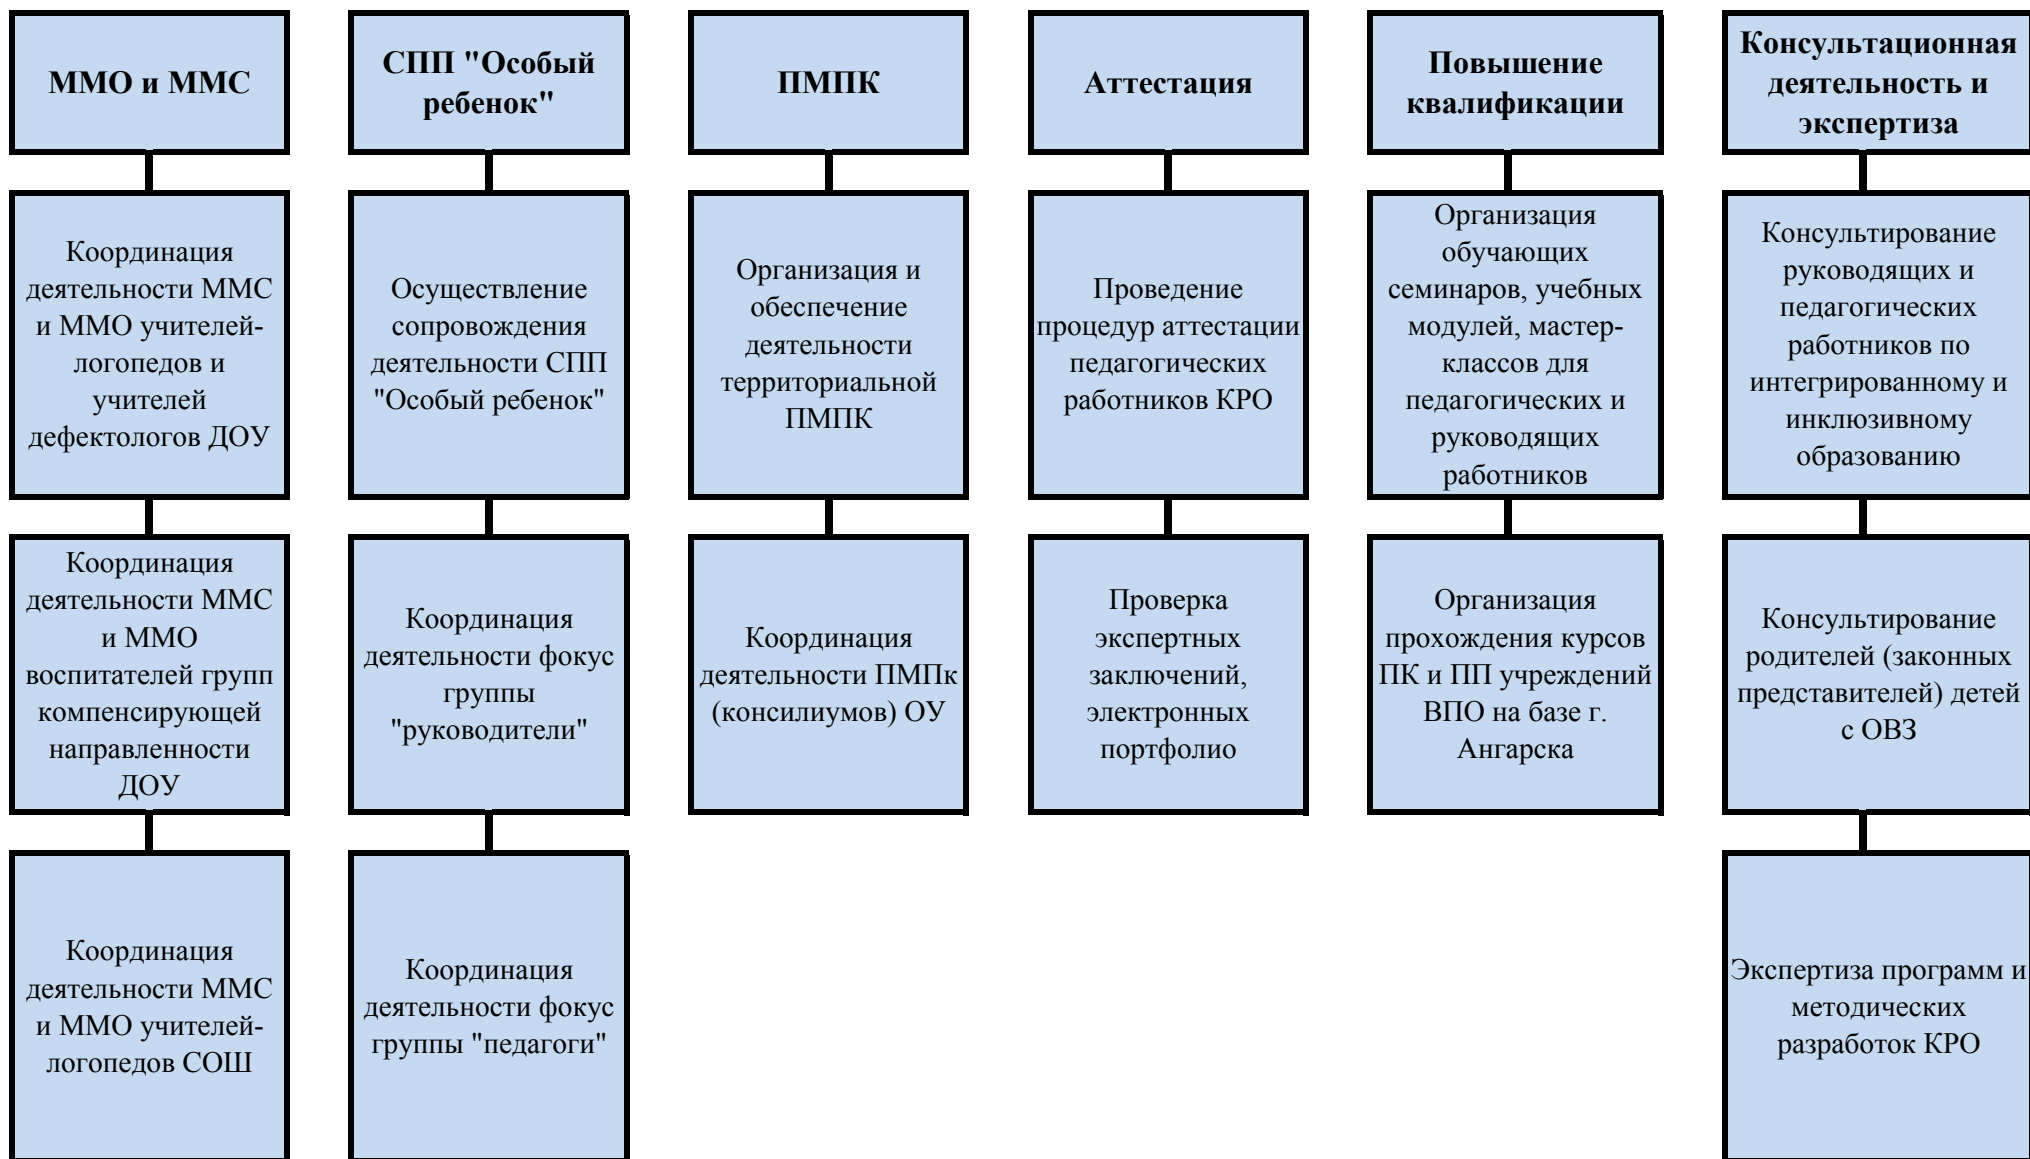 ММО и ММС
СПП "Особый
ребенок"
ПМПК
Аттестация
Повышение
квалификации
Консультационная
деятельность и
экспертиза
Координация
деятельности ММС
и ММО учителей-
логопедов и
учителей
дефектологов ДОУ
Осуществление
сопровождения
деятельности СПП
"Особый ребенок"
Организация и
обеспечение
деятельности
территориальной
ПМПК
Проведение
процедур аттестации
педагогических
работников КРО
Организация
обучающих
семинаров, учебных
модулей, мастер-
классов для
педагогических и
руководящих
работников
Консультирование
руководящих и
педагогических
работников по
интегрированному и
инклюзивному
образованию
Координация
деятельности ММС
и ММО
воспитателей групп
компенсирующей
направленности
ДОУ
Координация
деятельности фокус
группы
"руководители"
Координация
деятельности ПМПк
(консилиумов) ОУ
Проверка
экспертных
заключений,
электронных
портфолио
Организация
прохождения курсов
ПК и ПП учреждений
ВПО на базе г.
Ангарска
Консультирование
родителей (законных
представителей) детей
с ОВЗ
Координация
деятельности ММС
и ММО учителей-
логопедов СОШ
Координация
деятельности фокус
группы "педагоги"
Экспертиза программ и
методических
разработок КРО